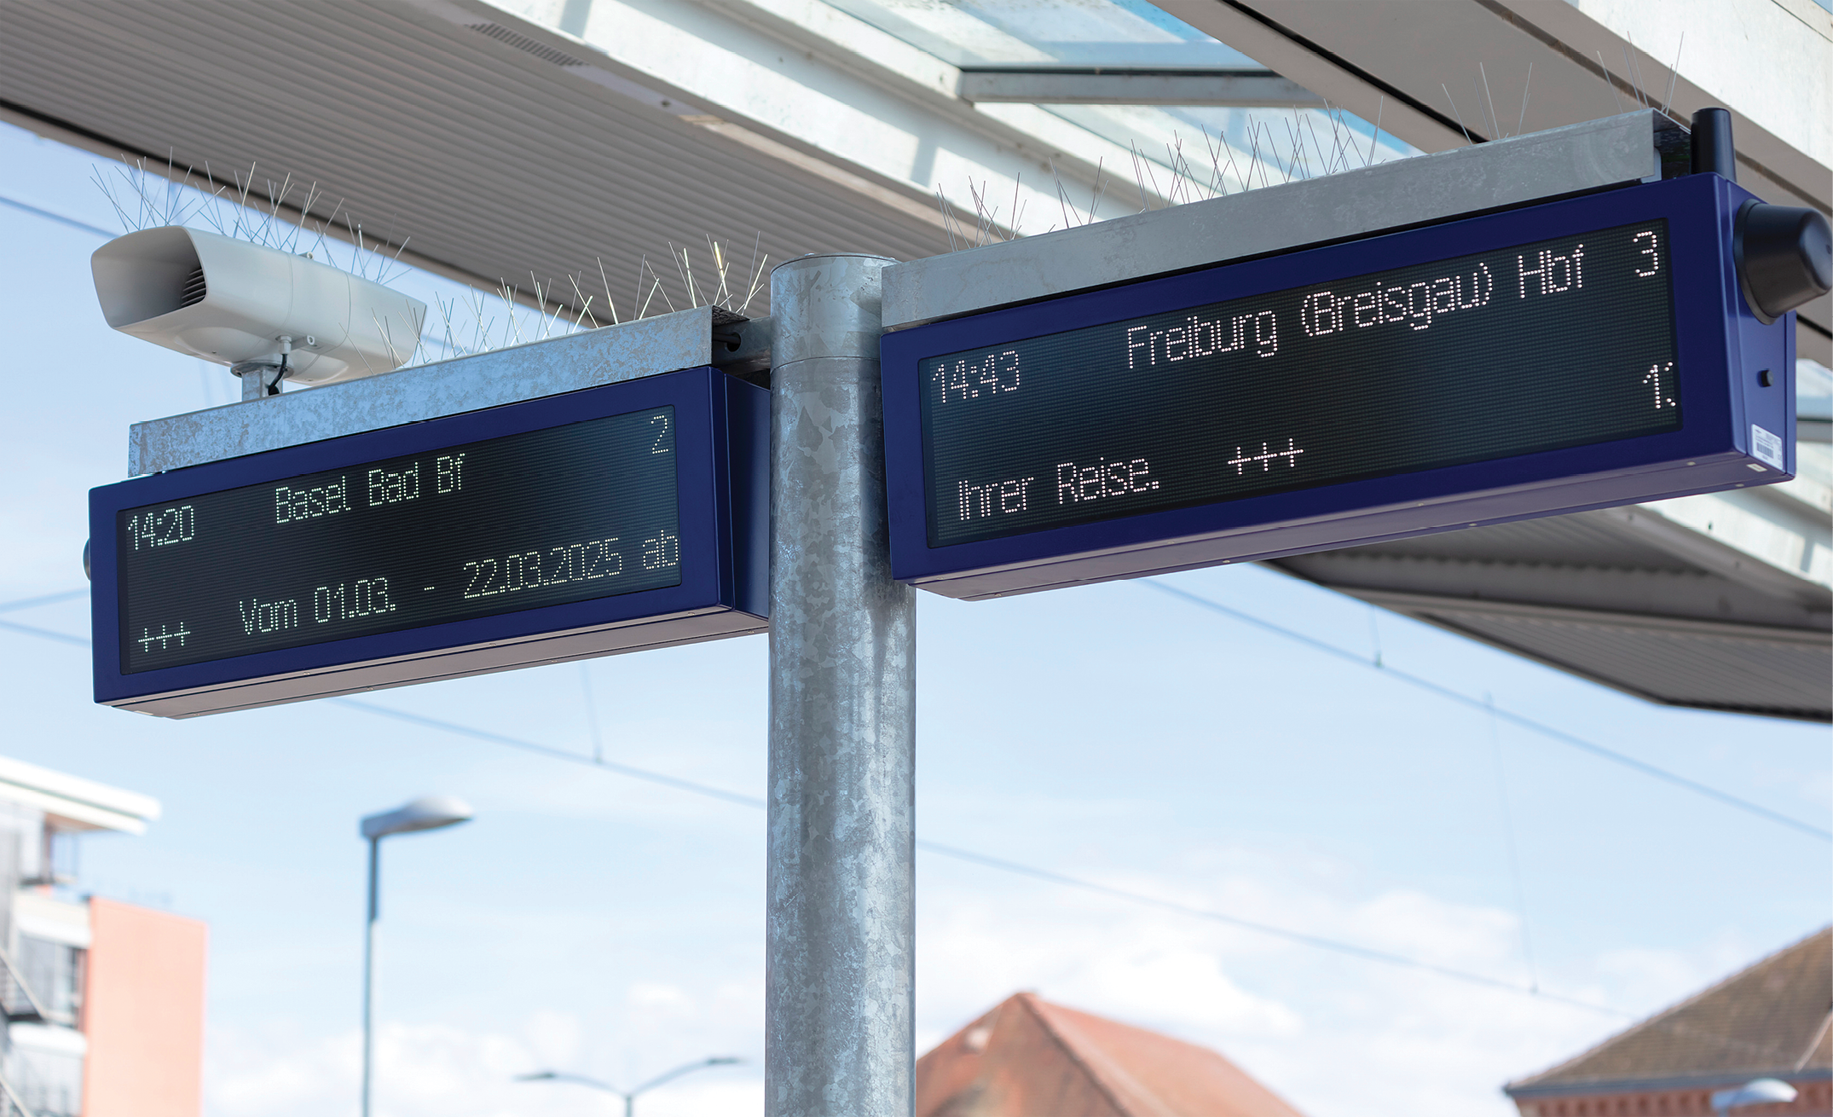 14:20 Basel Bad Bf 2
+++ Vom 01.03. - 22.03.2025 ab
14:43 Freiburg (Breisgau) Hbf 3
Ihrer Reise. +++